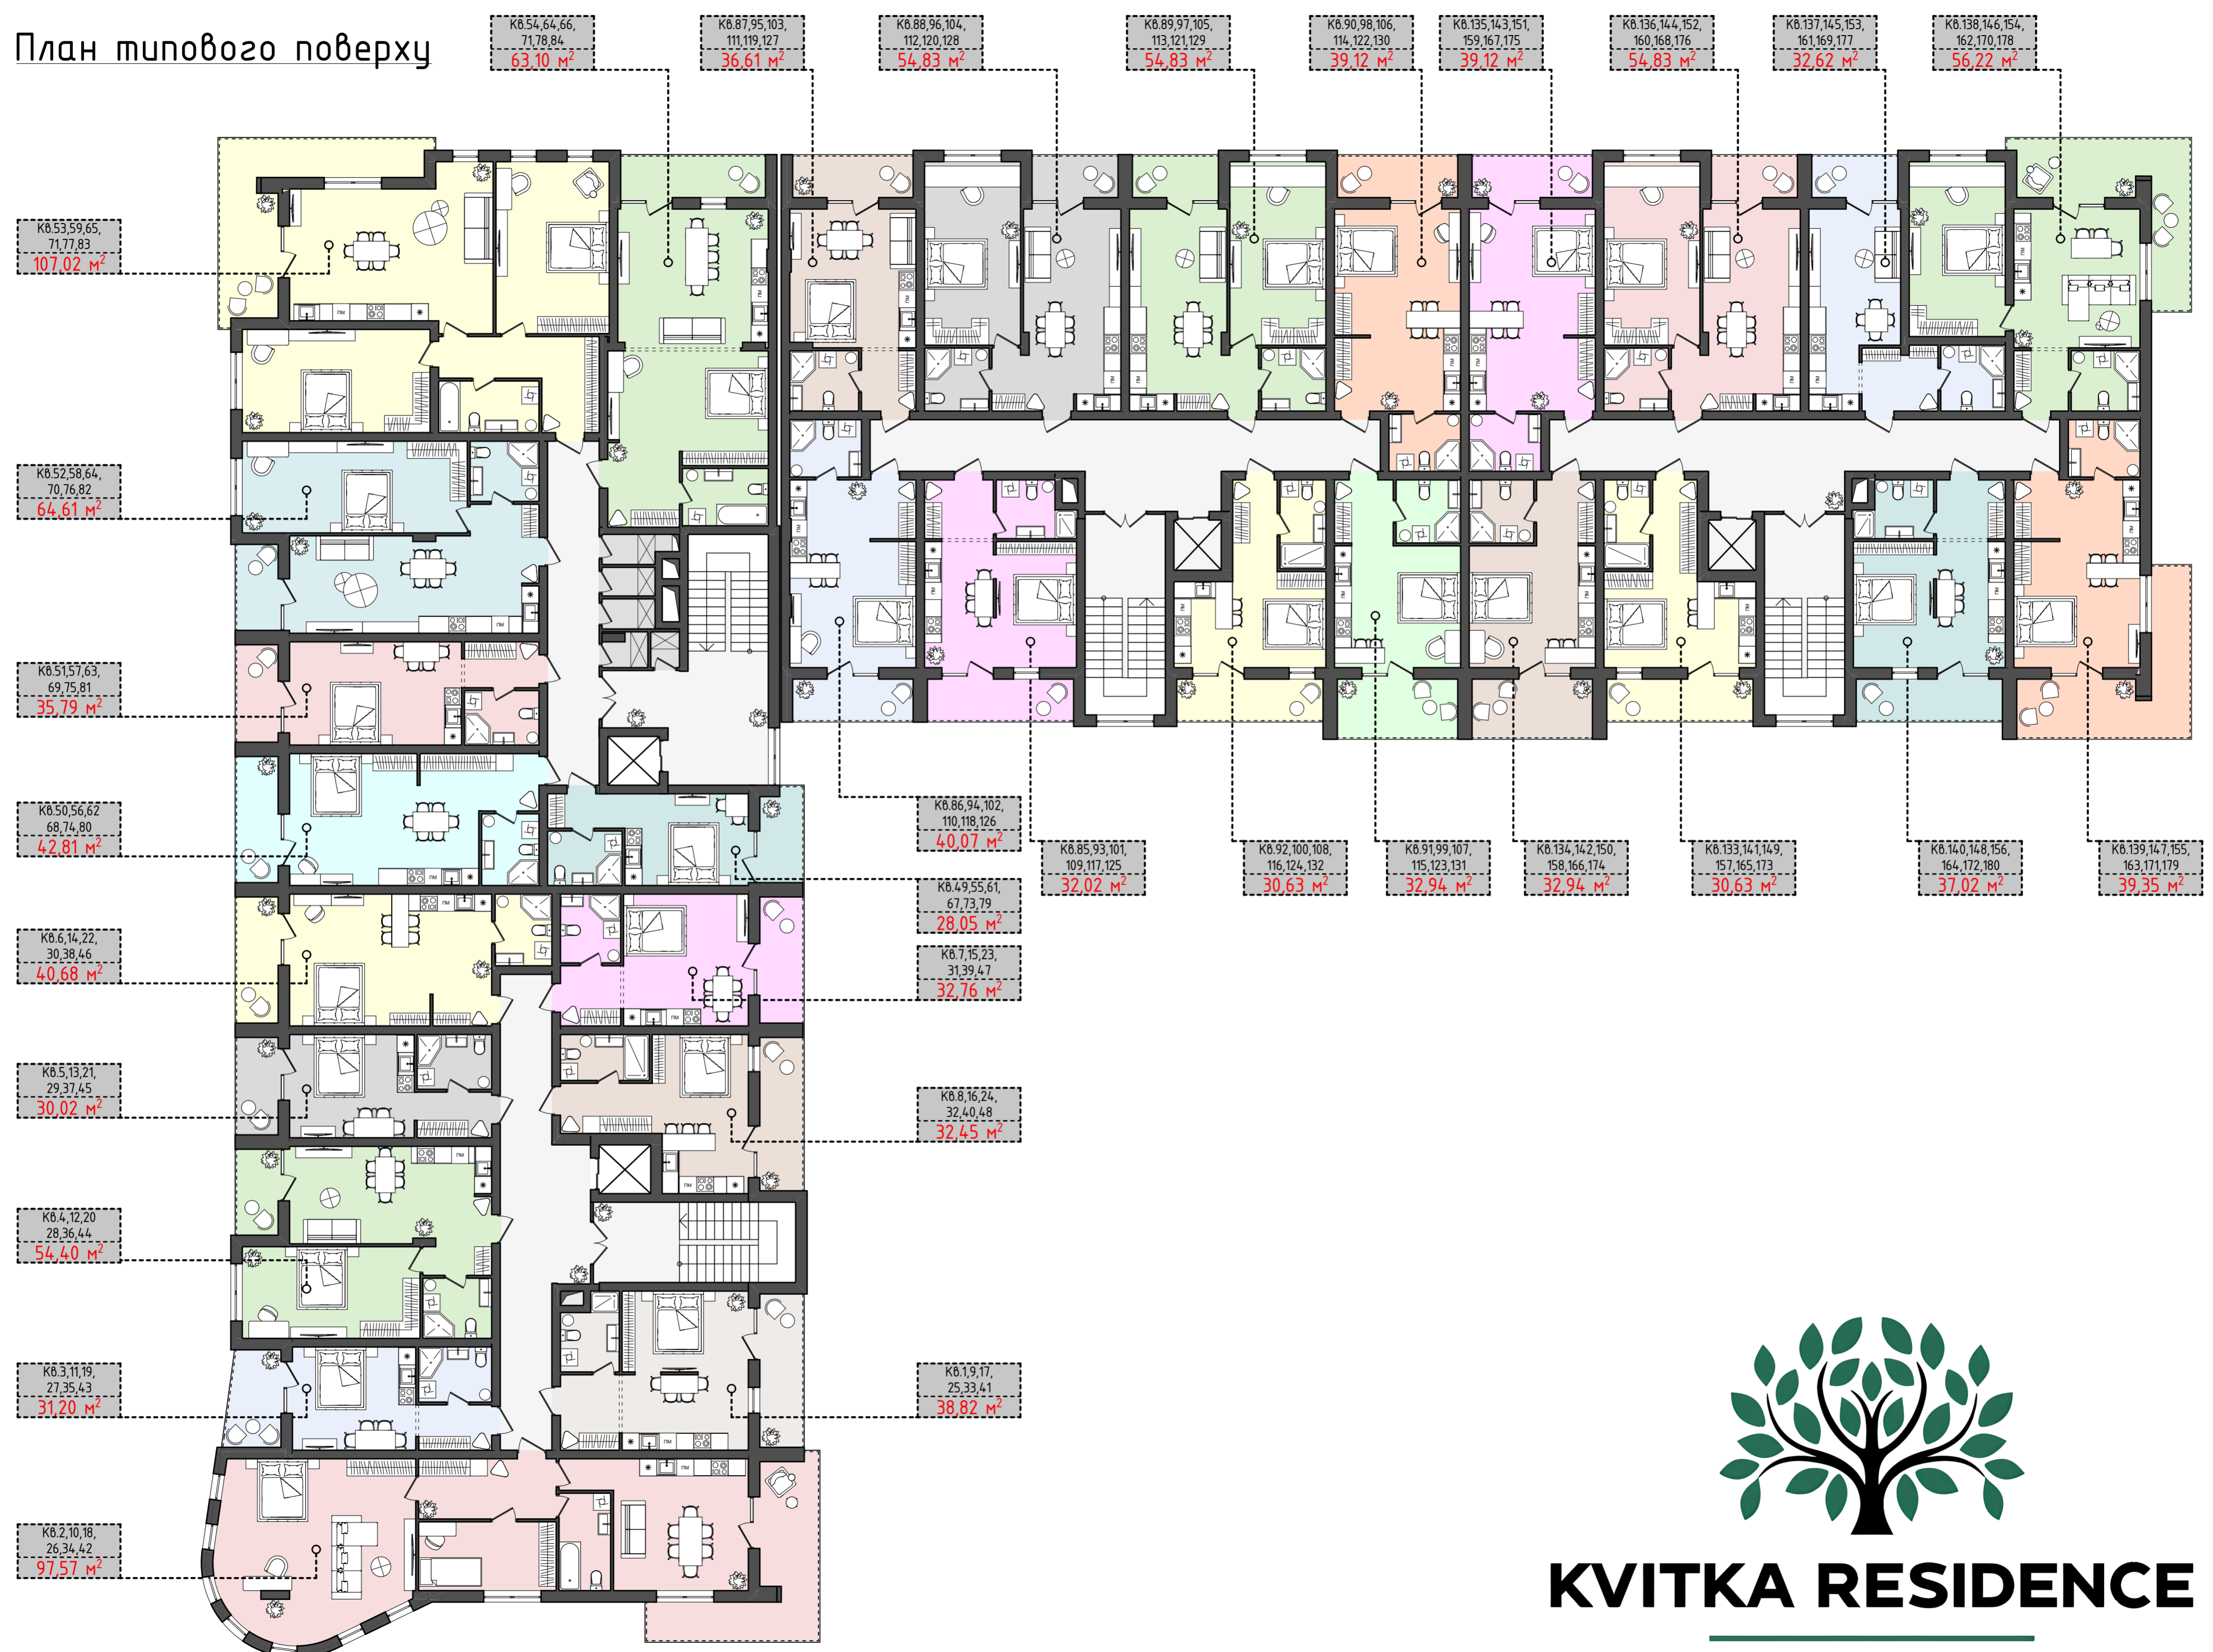 План типового поверху
Кв.54,64,66,
71,78,84
63,10 м²
Кв.87,95,103,
111,119,127
36,61 м²
Кв.88,96,104,
112,120,128
54,83 м²
Кв.89,97,105,
113,121,129
54,83 м²
Кв.90,98,106,
114,122,130
39,12 м²
Кв.135,143,151,
159,167,175
39,12 м²
Кв.136,144,152,
160,168,176
54,83 м²
Кв.137,145,153,
161,169,177
32,62 м²
Кв.138,146,154,
162,170,178
56,22 м²
Кв.53,59,65,
71,77,83
107,02 м²
Кв.52,58,64,
70,76,82
64,61 м²
Кв.51,57,63,
69,75,81
35,79 м²
Кв.50,56,62
68,74,80
42,81 м²
Кв.86,94,102,
110,118,126
40,07 м²
Кв.85,93,101,
109,117,125
32,02 м²
Кв.92,100,108,
116,124,132
30,63 м²
Кв.91,99,107,
115,123,131
32,94 м²
Кв.134,142,150,
158,166,174
32,94 м²
Кв.133,141,149,
157,165,173
30,63 м²
Кв.140,148,156,
164,172,180
37,02 м²
Кв.139,147,155,
163,171,179
39,35 м²
Кв.49,55,61,
67,73,79
28,05 м²
Кв.6,14,22,
30,38,46
40,68 м²
Кв.7,15,23,
31,39,47
32,76 м²
Кв.5,13,21,
29,37,45
30,02 м²
Кв.8,16,24,
32,40,48
32,45 м²
Кв.4,12,20
28,36,44
54,40 м²
Кв.3,11,19,
27,35,43
31,20 м²
Кв.1,9,17,
25,33,41
38,82 м²
Кв.2,10,18,
26,34,42
97,57 м²
KVITKA RESIDENCE